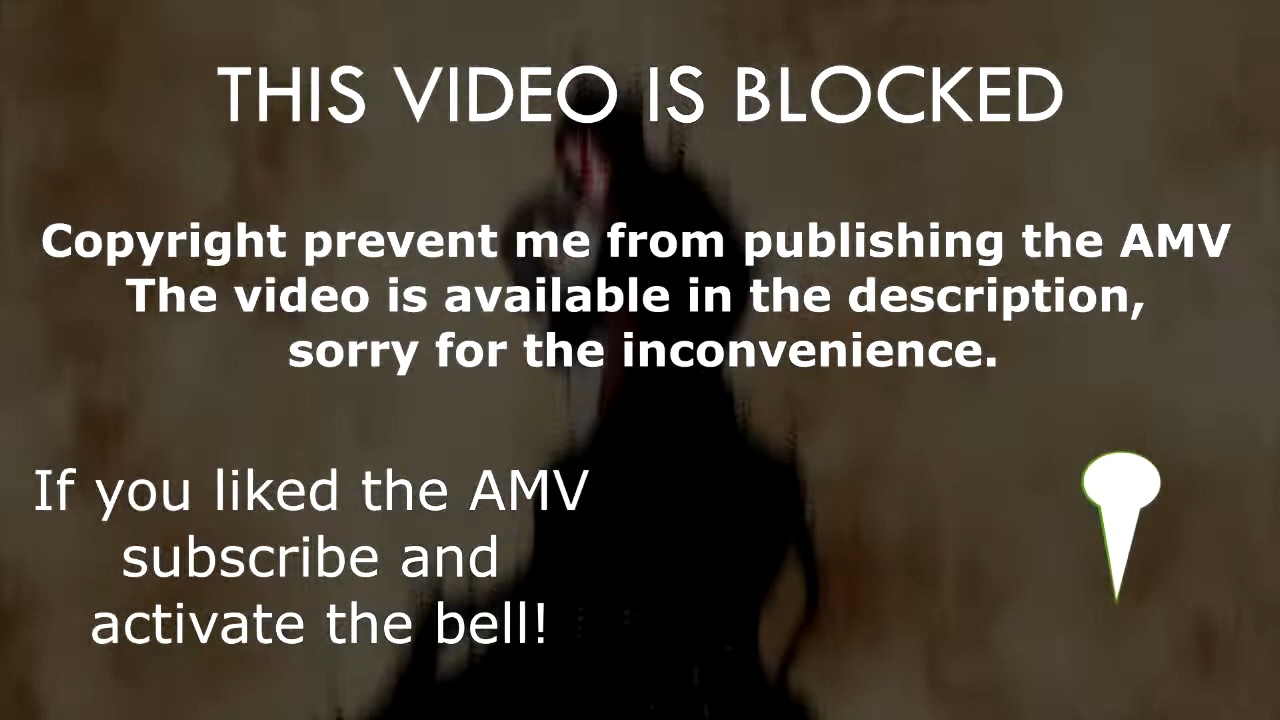 THIS VIDEO IS BLOCKED
Copyright prevent me from publishing the AMV
The video is available in the description,
sorry for the inconvenience.
If you liked the AMV
subscribe and
activate the bell!